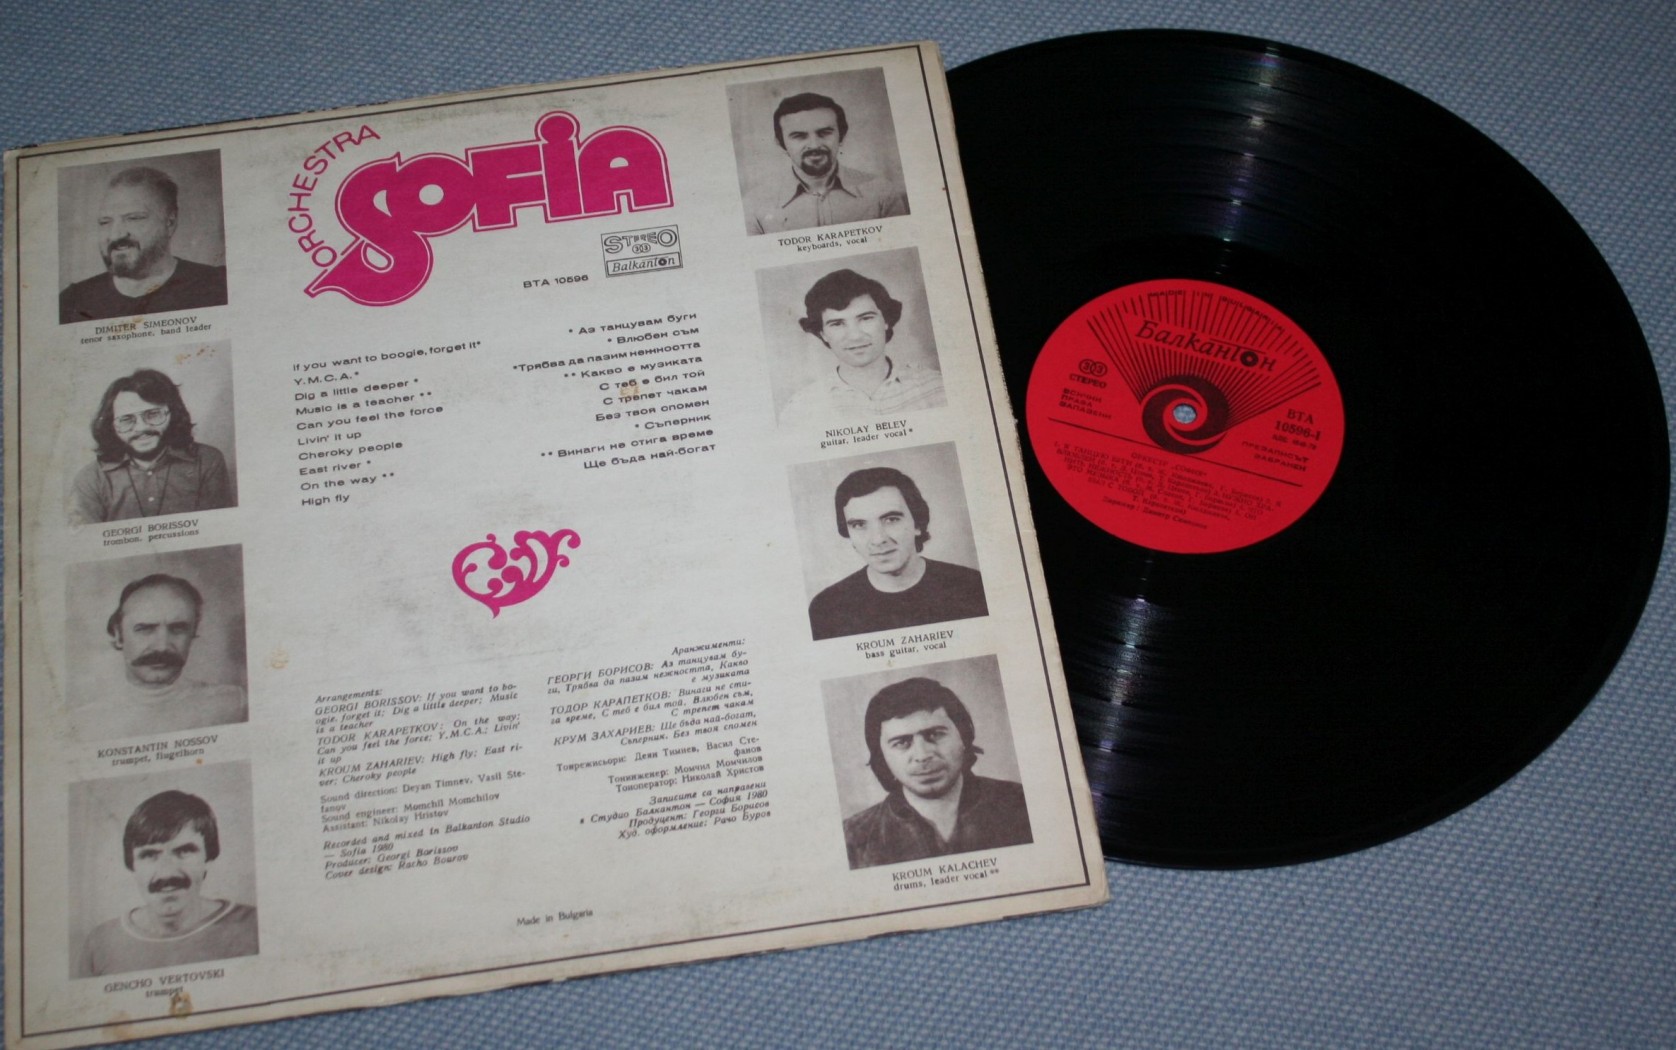 ORCHESTRA
SOFIA
STEREO
33
Balkanton
BTA 10596
DIMITER SIMEONOV
tenor saxophone, band leader
GEORGI BORISSOV
trombon, percussions
KONSTANTIN NOSSOV
trumpet, flugelhorn
GENCHO VERTOVSKI
trumpet
If you want to boogie, forget it*
Y.M.C.A.*
Dig a little deeper *
Music is a teacher **
Can you feel the force
Livin' it up
Cheroky people
East river *
On the way **
High fly
* Аз танцувам буги
* Влюбен съм
*Трябва да пазим нежността
** Какво е музиката
С теб е бил той
С трепет чакам
Без твоя спомен
* Съперник
** Винаги не стига време
Ще бъда най-богат
Arrangements:
GEORGI BORISSOV: If you want to bo-
ogie, forget it; Dig a little deeper; Music
is a teacher
TODOR KARAPETKOV: On the way;
Can you feel the force; Y.M.C.A.; Livin'
it up
KROUM ZAHARIEV: High fly; East ri-
ver; Cheroky people
Sound direction: Deyan Timnev, Vasil Ste-
fanov
Sound engineer: Momchil Momchilov
Assistant: Nikolay Hristov
Recorded and mixed in Balkanton Studio
— Sofia 1980
Producer: Georgi Borissov
Cover design: Racho Bourov
Аранжименти:
ГЕОРГИ БОРИСОВ: Аз танцувам бу-
ги, Трябва да пазим нежността, Какво
е музиката
ТОДОР КАРАПЕТКОВ: Винаги не сти-
га време, С теб е бил той, Влюбен съм,
С трепет чакам
КРУМ ЗАХАРИЕВ: Ще бъда най-богат,
Съперник, Без твоя спомен
Тонрежисьори: Деян Тимнев, Васил Сте-
фанов
Тонинженер: Момчил Момчилов
Тоноператор: Николай Христов
Записите са направени
в Студио Балкантон — София 1980
Продуцент: Георги Борисов
Худ. оформление: Рачо Буров
Made in Bulgaria
TODOR KARAPETKOV
keyboards, vocal
NIKOLAY BELEV
guitar, leader vocal *
KROUM ZAHARIEV
bass guitar, vocal
KROUM KALACHEV
drums, leader vocal **
Балкантон
33
СТЕРЕО
ВСИЧКИ
ПРАВА
ЗАПАЗЕНИ
ВТА
10596-I
ПРЕЗАПИСЪТ
ЗАБРАНЕН
ОРКЕСТЪР „СОФИЯ"